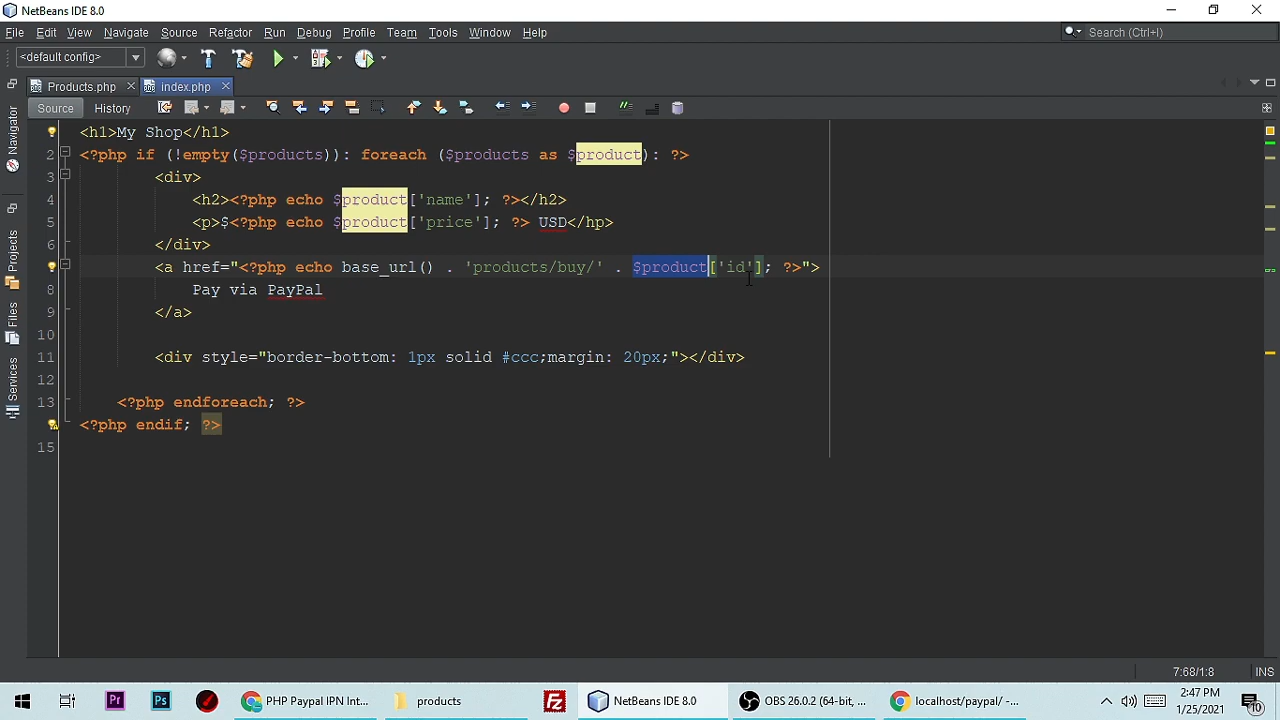 NetBeans IDE 8.0
File Edit View Navigate Source Refactor Run Debug Profile Team Tools Window Help
Search (Ctrl+I)
<default config>
Products.php
index.php
Source History
<h1>My Shop</h1>
2 <?php if (!empty($products)): foreach ($products as $product): ?>
3 <div>
4 <h2><?php echo $product['name']; ?></h2>
5 <p>$<?php echo $product['price']; ?> USD</hp>
6 </div>
<a href="<?php echo base_url() . 'products/buy/' . $product['id']; ?>">
8 Pay via PayPal
9 </a>
10
11 <div style="border-bottom: 1px solid #ccc;margin: 20px;"></div>
12
13 <?php endforeach; ?>
<?php endif; ?>
15
Navigator
Projects
Files
Services
7:68/1:8 INS
PHP Paypal IPN Int...
products
NetBeans IDE 8.0
OBS 26.0.2 (64-bit, ...
localhost/paypal/ -...
2:47 PM
1/25/2021
10